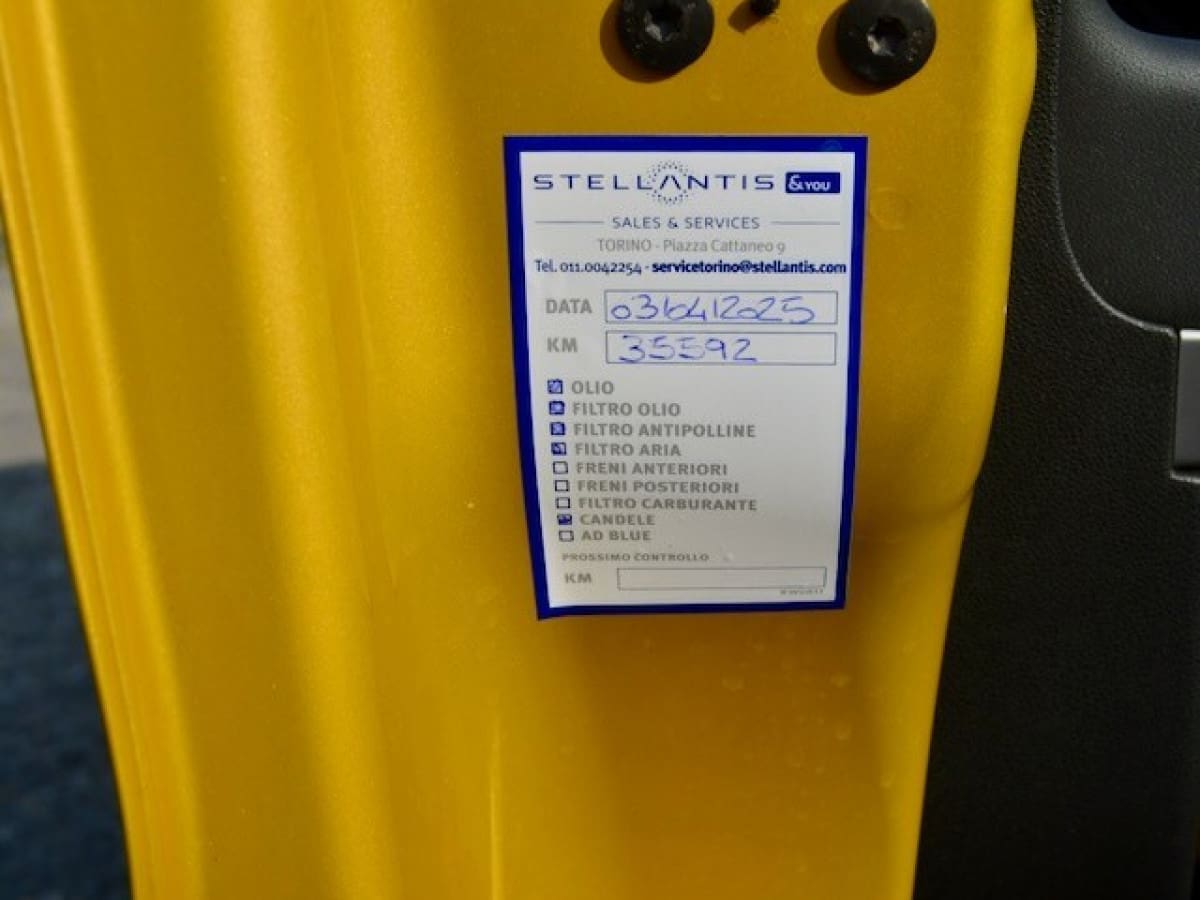 STELLANTIS &YOU
SALES & SERVICES
TORINO - Piazza Cattaneo 9
Tel. 011.0042254 - servicetorino@stellantis.com
DATA 03/04/2025
KM 35592
OLIO
FILTRO OLIO
FILTRO ANTIPOLLINE
FILTRO ARIA
FRENI ANTERIORI
FRENI POSTERIORI
FILTRO CARBURANTE
CANDELE
AD BLUE
PROSSIMO CONTROLLO
KM